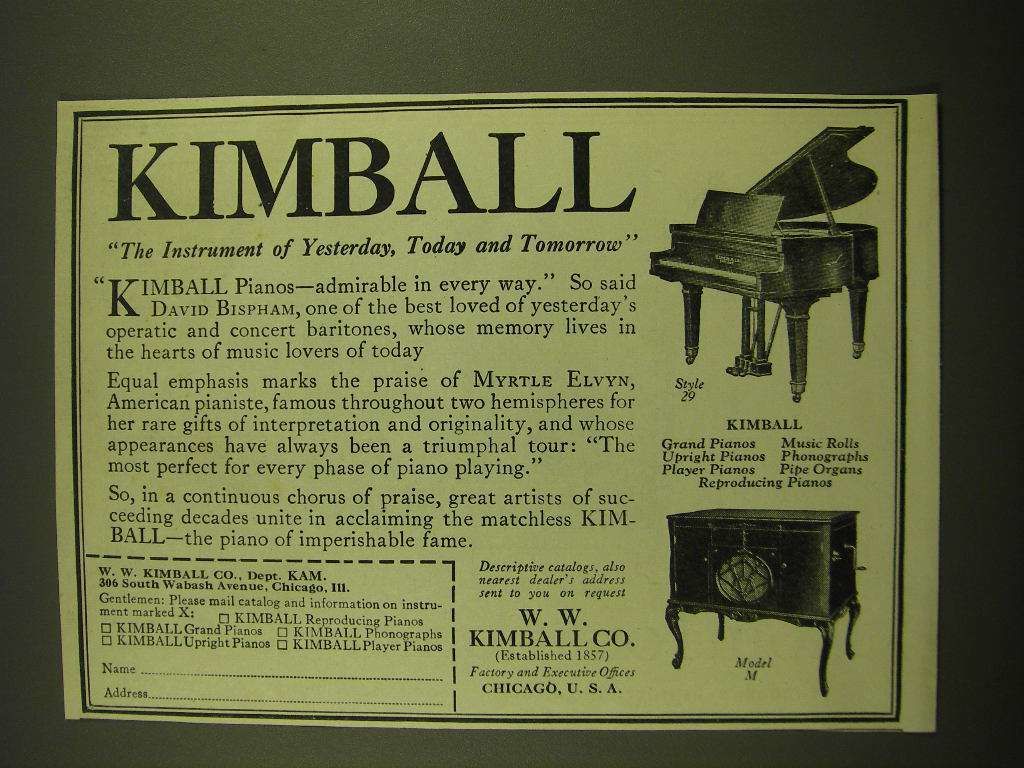 KIMBALL
"The Instrument of Yesterday, Today and Tomorrow"
"KIMBALL Pianos—admirable in every way." So said
DAVID BISPHAM, one of the best loved of yesterday's
operatic and concert baritones, whose memory lives in
the hearts of music lovers of today
Equal emphasis marks the praise of MYRTLE ELVYN,
American pianiste, famous throughout two hemispheres for
her rare gifts of interpretation and originality, and whose
appearances have always been a triumphal tour: "The
most perfect for every phase of piano playing."
So, in a continuous chorus of praise, great artists of suc-
ceeding decades unite in acclaiming the matchless KIM-
BALL—the piano of imperishable fame.
W. W. KIMBALL CO., Dept. KAM.
306 South Wabash Avenue, Chicago, Ill.
Gentlemen: Please mail catalog and information on instru-
ment marked X: □ KIMBALL Reproducing Pianos
□ KIMBALL Grand Pianos □ KIMBALL Phonographs
□ KIMBALL Upright Pianos □ KIMBALL Player Pianos
Name
Address
Descriptive catalogs, also
nearest dealer's address
sent to you on request
W. W.
KIMBALL CO.
(Established 1857)
Factory and Executive Offices
CHICAGO, U. S. A.
Style
29
KIMBALL
Grand Pianos Music Rolls
Upright Pianos Phonographs
Player Pianos Pipe Organs
Reproducing Pianos
Model
M